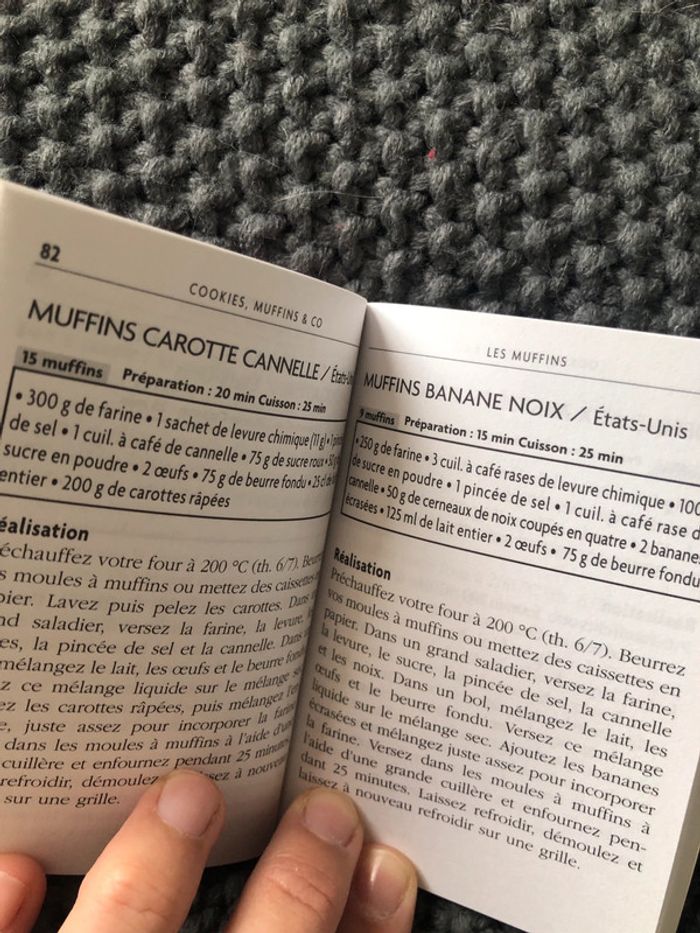 82
COOKIES, MUFFINS & CO
MUFFINS CAROTTE CANNELLE /
15 muffins Préparation : 20 min Cuisson : 25 min
• 300 g de farine • 1 sachet de levure chimique (11 g) • 1
de sel • 1 cuil. à café de cannelle • 75 g de sucre roux •
sucre en poudre • 2 œufs • 75 g de beurre fondu •
entier • 200 g de carottes râpées
échauffez votre four à 200 °C (th. 6/7). Beurrez
moules à muffins ou mettez des caissettes
Lavez puis pelez les carottes.
saladier, versez la farine, la levure,
la pincée de sel et la cannelle.
mélangez le lait, les œufs et le beurre
ce mélange liquide sur le mélange
les carottes râpées, puis mélangez
juste assez pour incorporer la
dans les moules à muffins à l'aide
cuillère et enfournez pendant 25 minutes
refroidir, démoulez à nouveau
sur une grille.
LES MUFFINS
MUFFINS BANANE NOIX / États-Unis
9 muffins Préparation : 15 min Cuisson : 25 min
• 250 g de farine • 3 cuil. à café rases de levure chimique • 100
de sucre en poudre • 1 pincée de sel • 1 cuil. à café rase
cannelle • 50 g de cerneaux de noix coupés en quatre • 2
écrasées • 125 ml de lait entier • 2 œufs • 75 g de beurre
Réalisation
Préchauffez votre four à 200 °C (th. 6/7). Beurrez
vos moules à muffins ou mettez des caissettes en
papier. Dans un grand saladier, versez la farine,
la levure, le sucre, la pincée de sel, la cannelle
et les noix. Dans un bol, mélangez le lait, les
œufs et le beurre fondu. Versez ce mélange
liquide sur le mélange sec. Ajoutez les bananes
écrasées et mélangez juste assez pour incorporer
la farine. Versez dans les moules à muffins à
l'aide d'une grande cuillère et enfournez pen-
dant 25 minutes. Laissez refroidir, démoulez et
laissez à nouveau refroidir sur une grille.